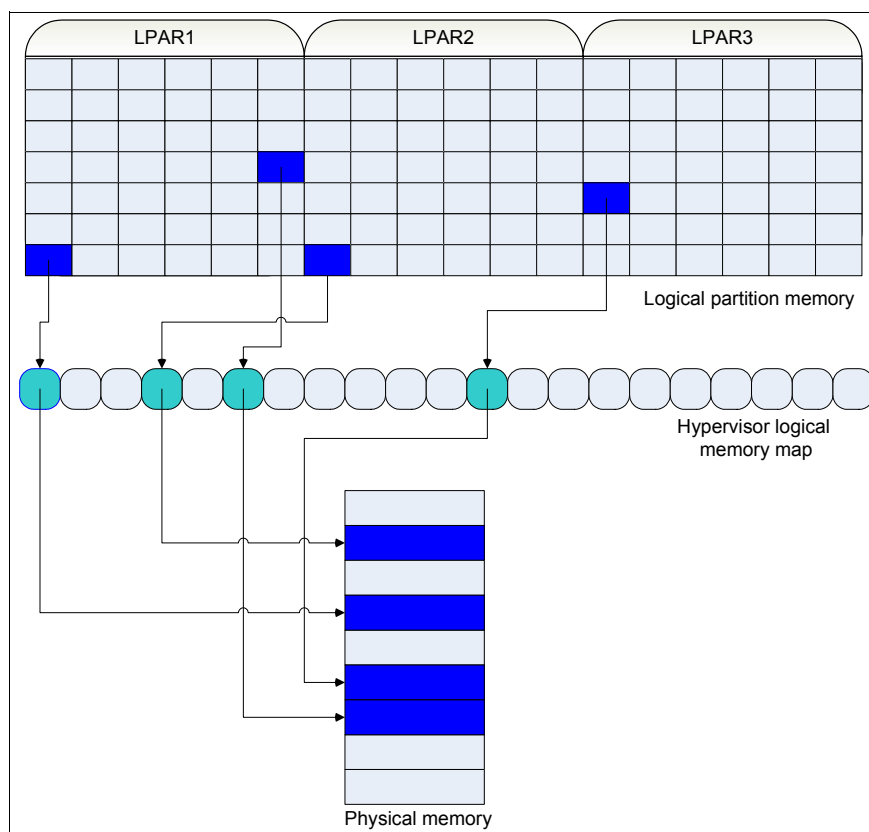 LPAR1
LPAR2
LPAR3
Logical partition memory
Hypervisor logical
memory map
Physical memory